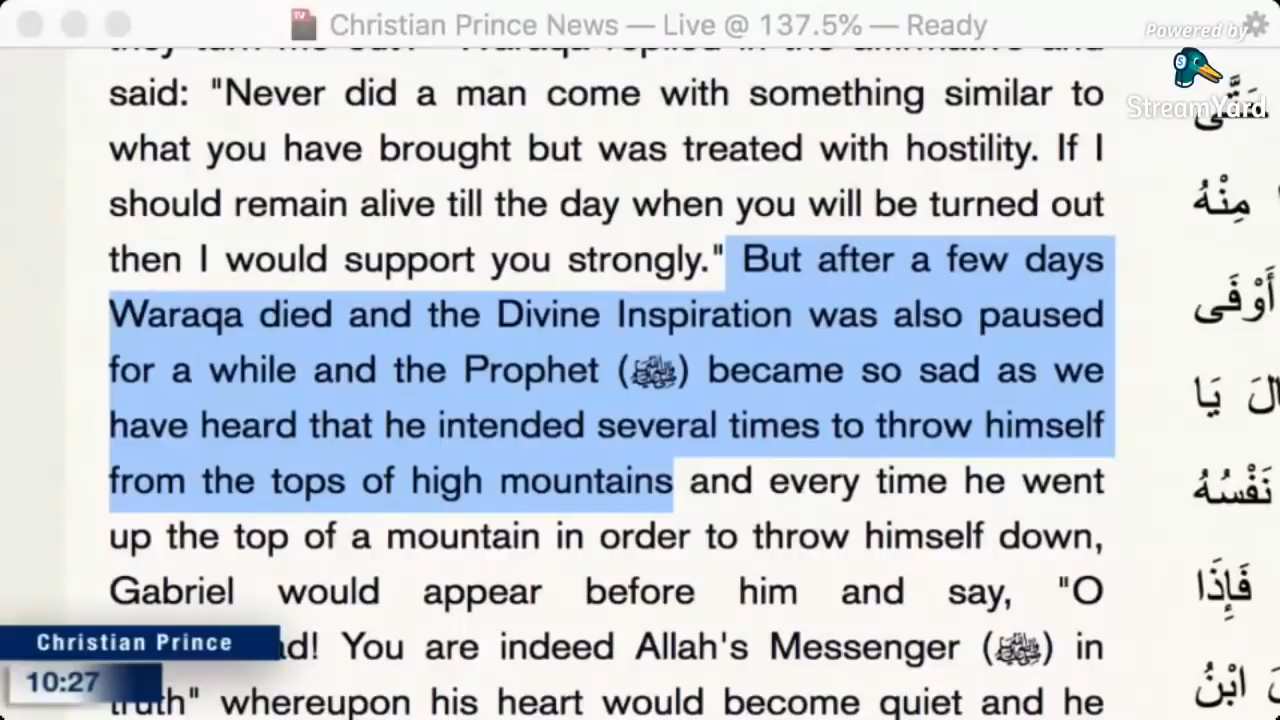 Christian Prince News — Live @ 137.5% — Ready
Powered by
StreamYard
said: "Never did a man come with something similar to
what you have brought but was treated with hostility. If I
should remain alive till the day when you will be turned out
then I would support you strongly." But after a few days
Waraqa died and the Divine Inspiration was also paused
for a while and the Prophet (ﷺ) became so sad as we
have heard that he intended several times to throw himself
from the tops of high mountains and every time he went
up the top of a mountain in order to throw himself down,
Gabriel would appear before him and say, "O
ad! You are indeed Allah's Messenger (ﷺ) in
truth" whereupon his heart would become quiet and he
مِنْهُ
أَوْفَى
يَا
نَفْسُهُ
فَإِذَا
ابْنُ
Christian Prince
10:27